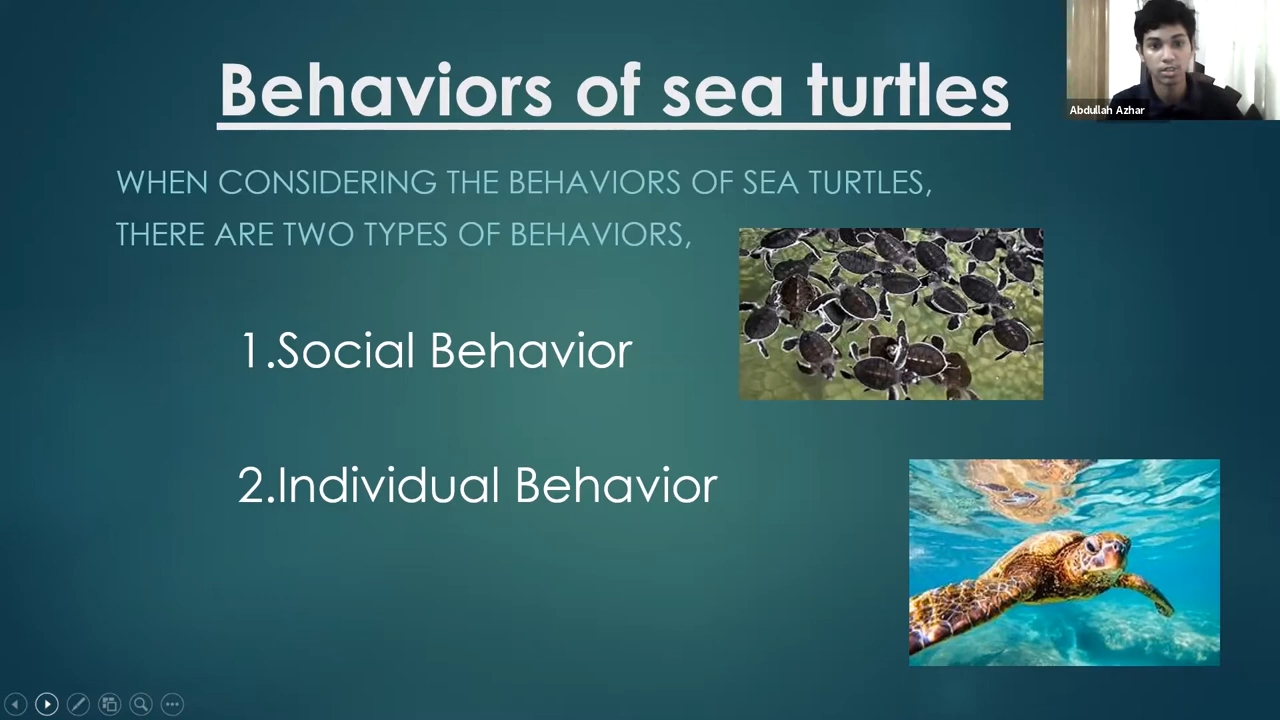 Behaviors of sea turtles
Abdullah Azhar
WHEN CONSIDERING THE BEHAVIORS OF SEA TURTLES,
THERE ARE TWO TYPES OF BEHAVIORS,
1.Social Behavior
2.Individual Behavior